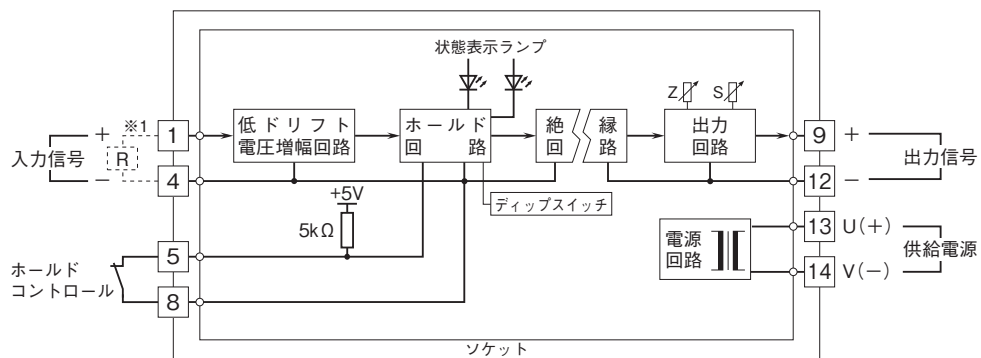 状態表示ランプ
Z S
※1
＋ 1 低ドリフト ホールド 絶 縁 出力 9 ＋
入力信号 R 電圧増幅回路 回路 回 路 回路 出力信号
－ 4 12 －
+5V
ディップスイッチ
5kΩ
13 U(＋)
電源
回路
供給電源
5
ホールド
コントロール
14 V(－)
8
ソケット